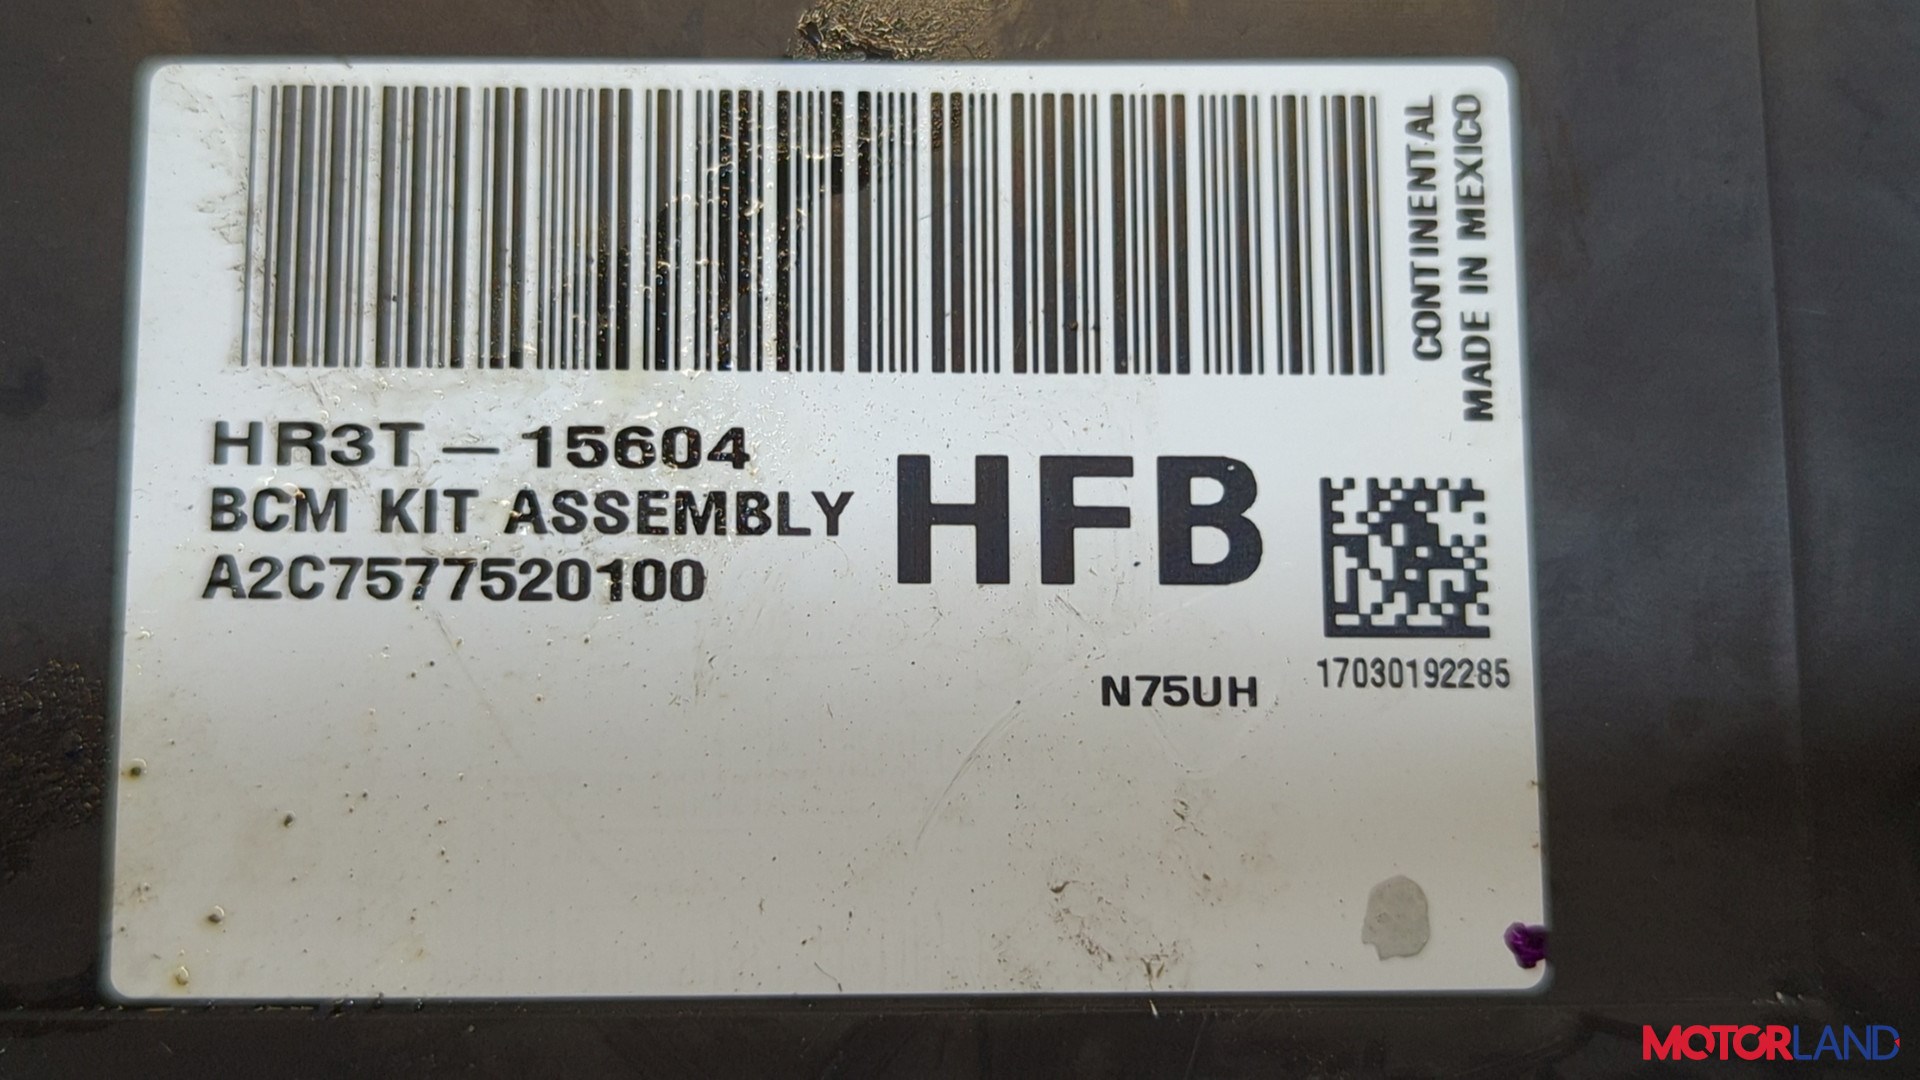 CONTINENTAL
MADE IN MEXICO
HR3T-15604
BCM KIT ASSEMBLY
A2C7577520100
HFB
N75UH
17030192285
MOTORLAND